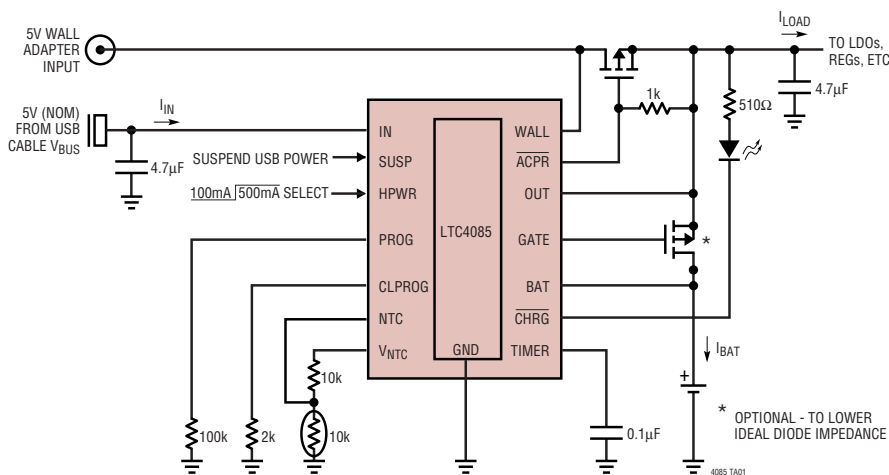 5V WALL
ADAPTER
INPUT
I_LOAD
TO LDOs,
REGs, ETC
4.7µF
510Ω
1k
5V (NOM)
FROM USB
CABLE V_BUS
I_IN
4.7µF
SUSPEND USB POWER
100mA 500mA SELECT
IN
SUSP
HPWR
PROG
CLPROG
NTC
V_NTC
LTC4085
GND
WALL
ACPR
OUT
GATE
BAT
CHRG
TIMER
*
I_BAT
+
10k
10k
100k
2k
0.1µF
* OPTIONAL - TO LOWER
IDEAL DIODE IMPEDANCE
4085 TA01